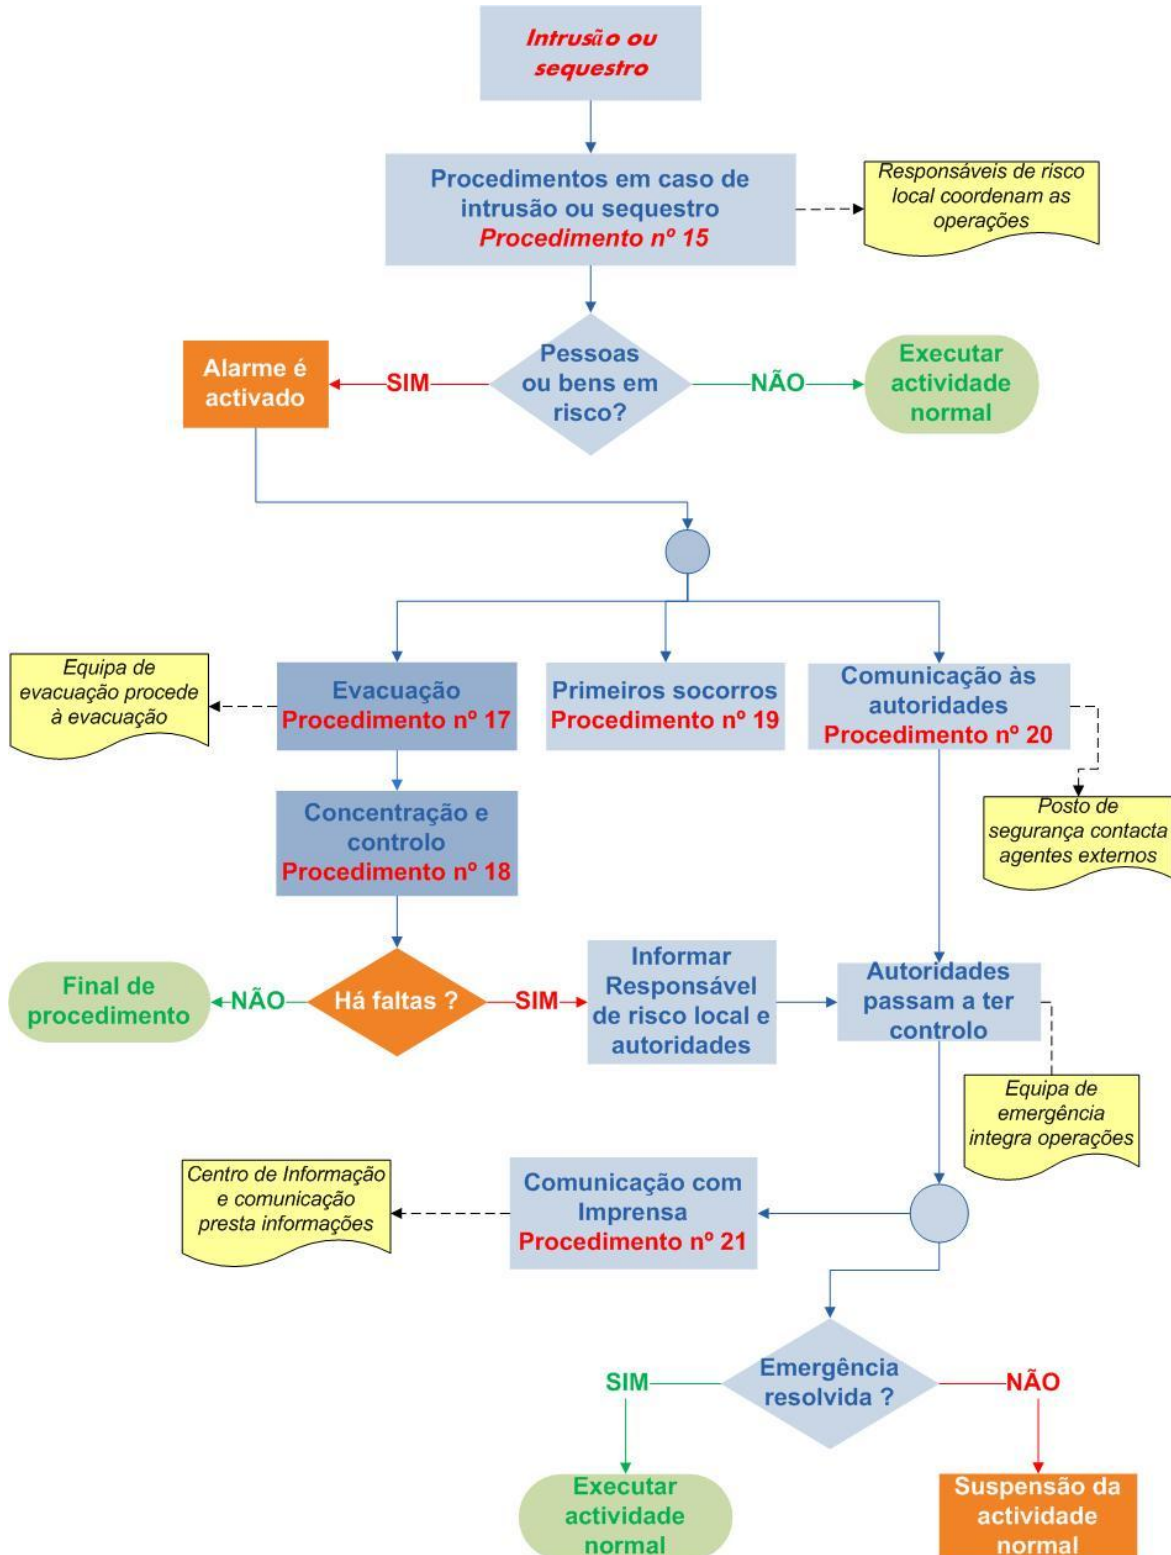 Intrusão ou
sequestro
Procedimentos em caso de
intrusão ou sequestro
Procedimento nº 15
Responsáveis de risco
local coordenam as
operações
Pessoas
ou bens em
risco?
SIM
Alarme é
activado
NÃO
Executar
actividade
normal
Equipa de
evacuação procede
à evacuação
Evacuação
Procedimento nº 17
Primeiros socorros
Procedimento nº 19
Comunicação às
autoridades
Procedimento nº 20
Concentração e
controlo
Procedimento nº 18
Posto de
segurança contacta
agentes externos
Final de
procedimento
NÃO
Há faltas ?
SIM
Informar
Responsável
de risco local e
autoridades
Autoridades
passam a ter
controlo
Equipa de
emergência
integra operações
Centro de Informação
e comunicação
presta informações
Comunicação com
Imprensa
Procedimento nº 21
Emergência
resolvida ?
SIM
NÃO
Executar
actividade
normal
Suspensão da
actividade
normal